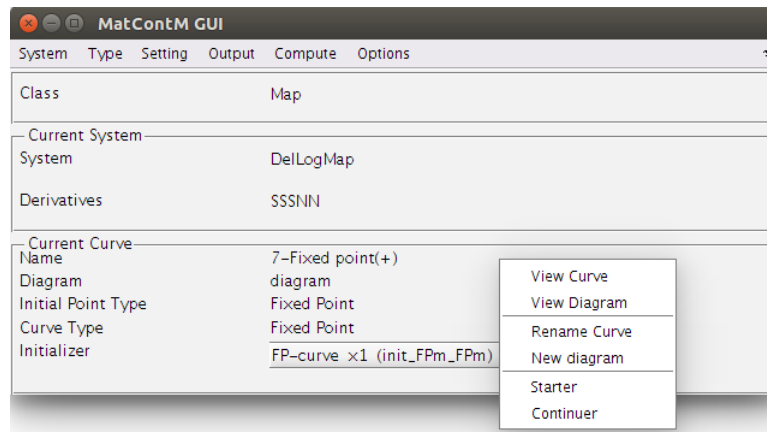 MatContM GUI
System Type Setting Output Compute Options
Class Map
Current System
System DelLogMap
Derivatives SSSNN
Current Curve
Name 7-Fixed point(+)
Diagram diagram
Initial Point Type Fixed Point
Curve Type Fixed Point
Initializer FP-curve x1 (init_FPm_FPm)
View Curve
View Diagram
Rename Curve
New diagram
Starter
Continuer